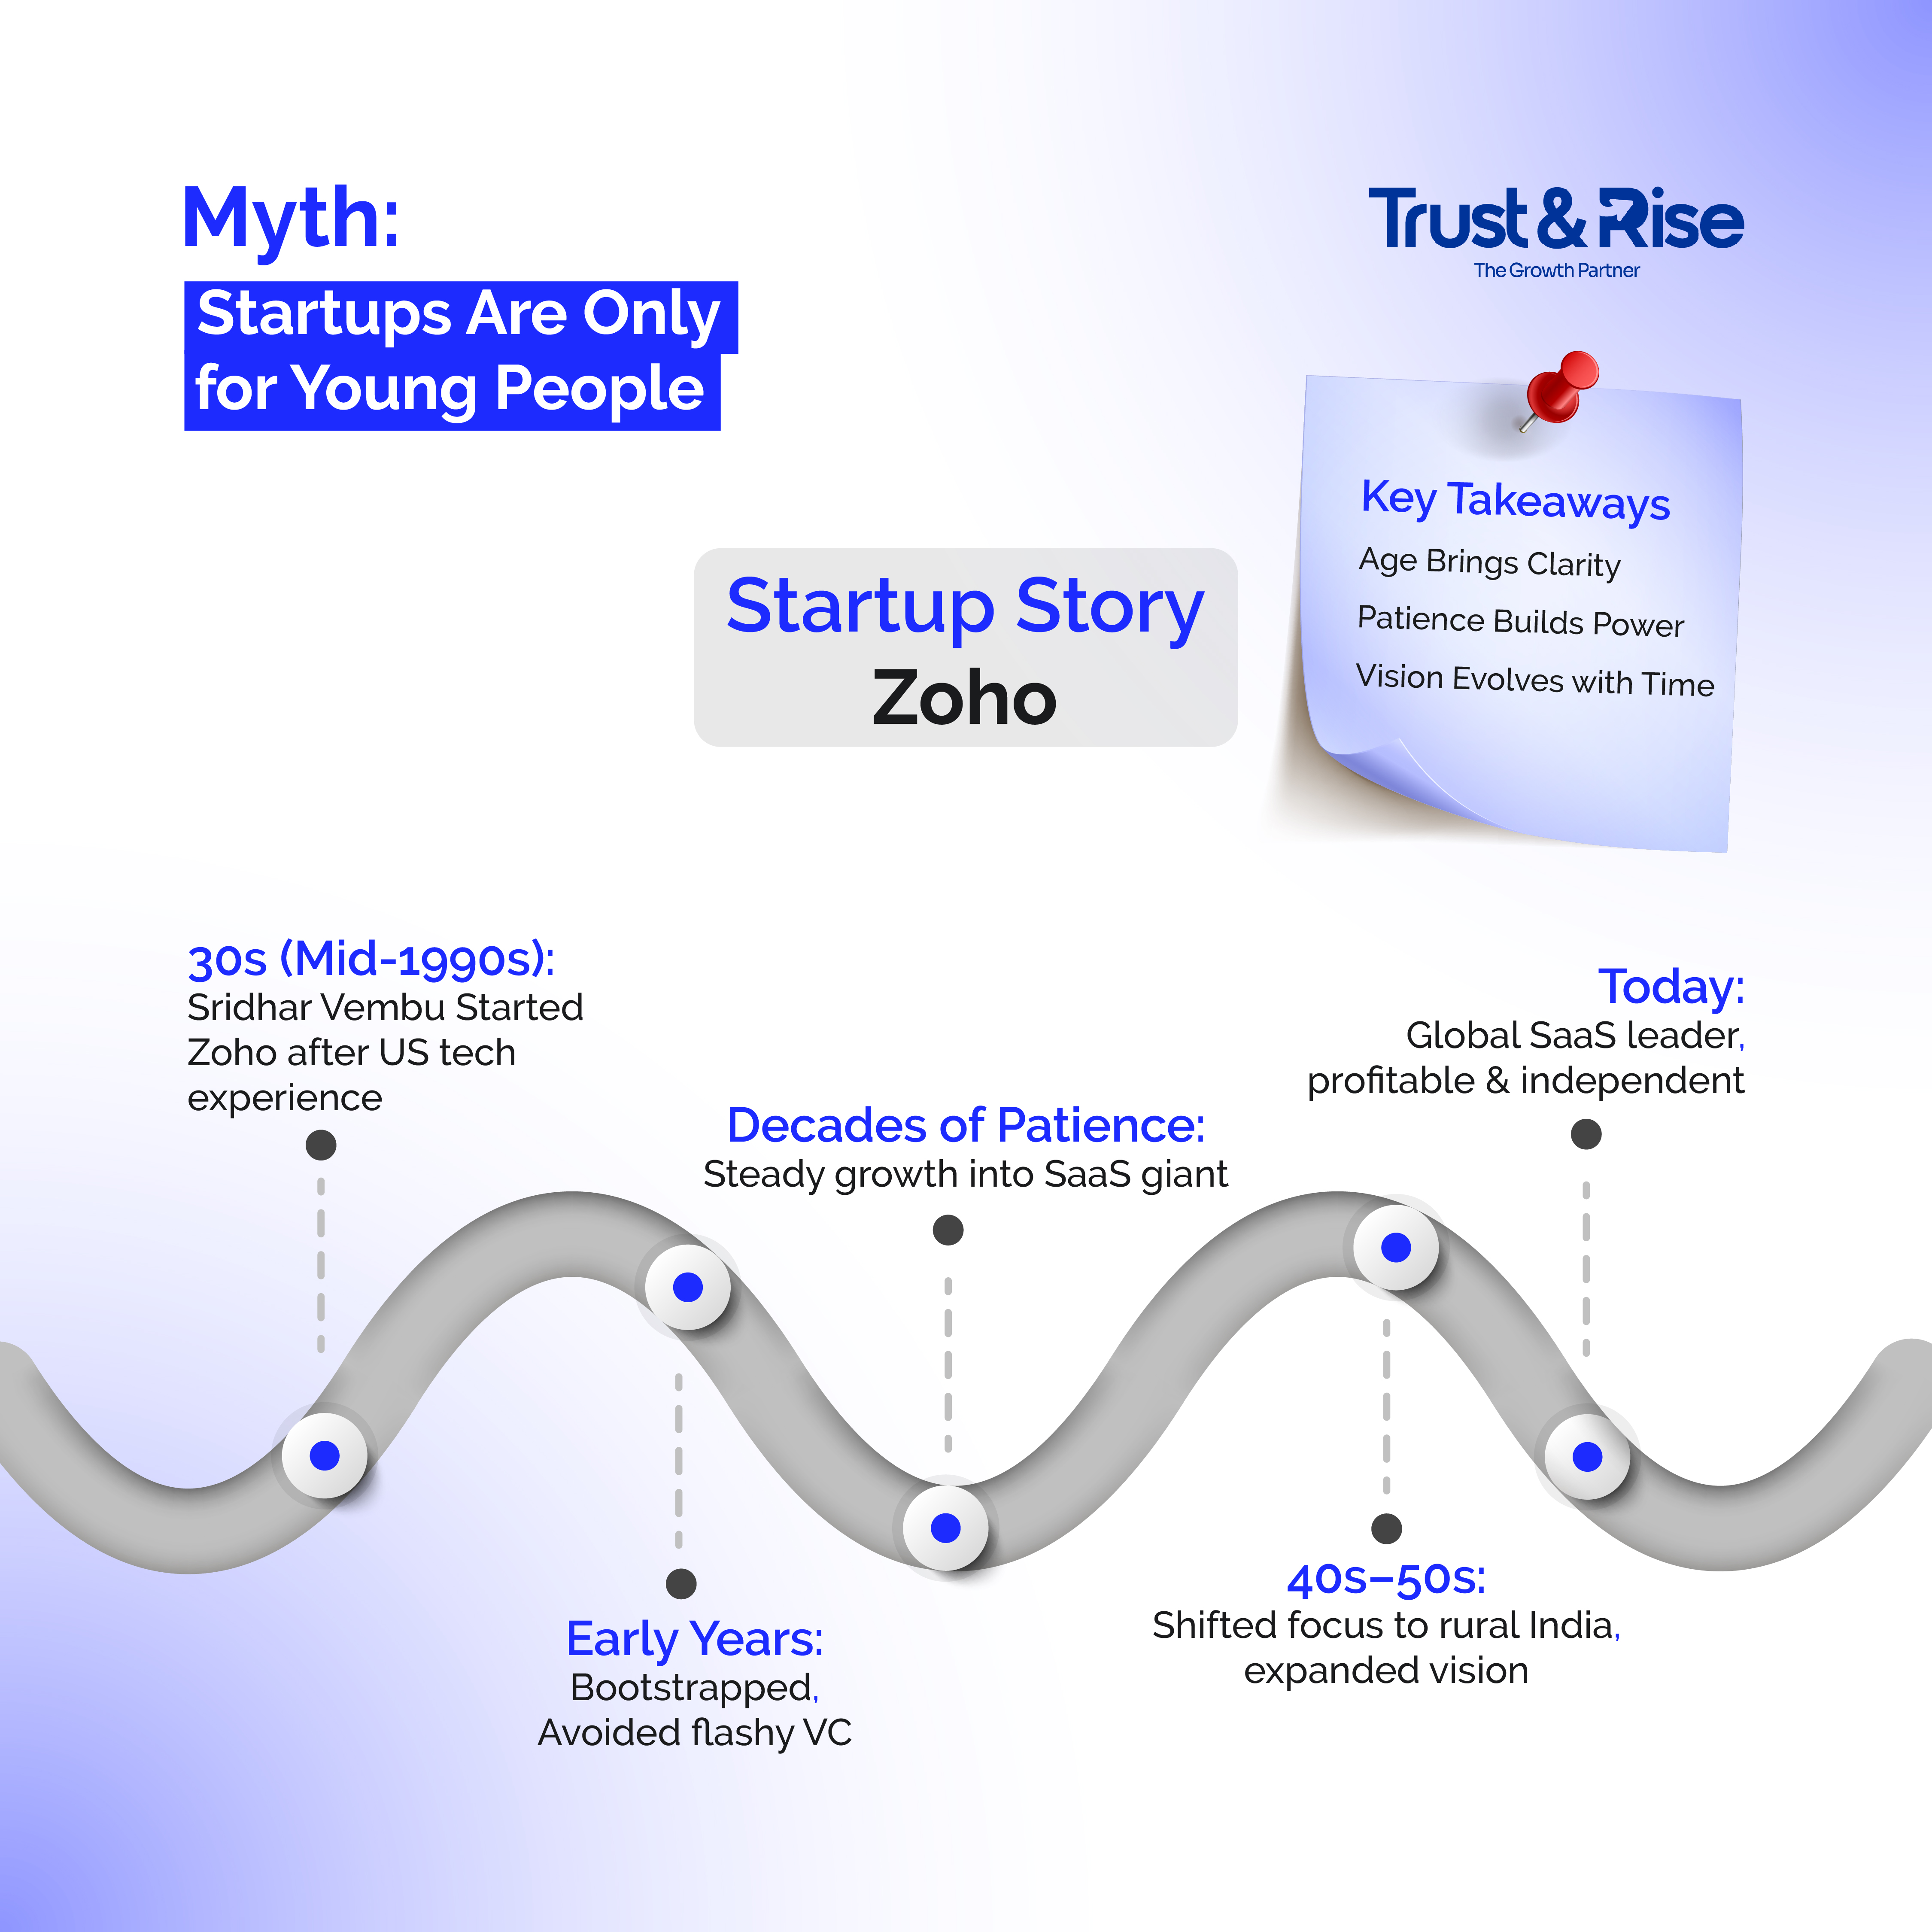 Myth:
Startups Are Only
for Young People
Trust & Rise
The Growth Partner
Key Takeaways
Age Brings Clarity
Patience Builds Power
Vision Evolves with Time
Startup Story
Zoho
30s (Mid-1990s):
Sridhar Vembu Started
Zoho after US tech
experience
Early Years:
Bootstrapped,
Avoided flashy VC
Decades of Patience:
Steady growth into SaaS giant
40s–50s:
Shifted focus to rural India,
expanded vision
Today:
Global SaaS leader,
profitable & independent